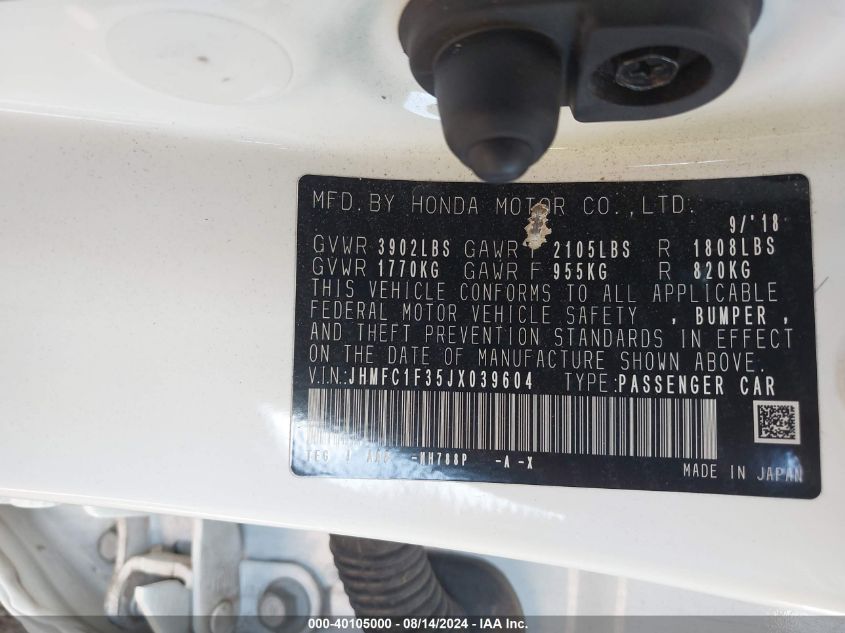 MFD. BY HONDA MOTOR CO., LTD.
9/'18
GVWR 3902LBS GAWR F 2105LBS R 1808LBS
GVWR 1770KG GAWR F 955KG R 820KG
THIS VEHICLE CONFORMS TO ALL APPLICABLE
FEDERAL MOTOR VEHICLE SAFETY , BUMPER ,
AND THEFT PREVENTION STANDARDS IN EFFECT
ON THE DATE OF MANUFACTURE SHOWN ABOVE.
V.I.N.:JHMFC1F35JX039604 TYPE:PASSENGER CAR
-NH788P -A -X
MADE IN JAPAN
000-40105000 - 08/14/2024 - IAA Inc.